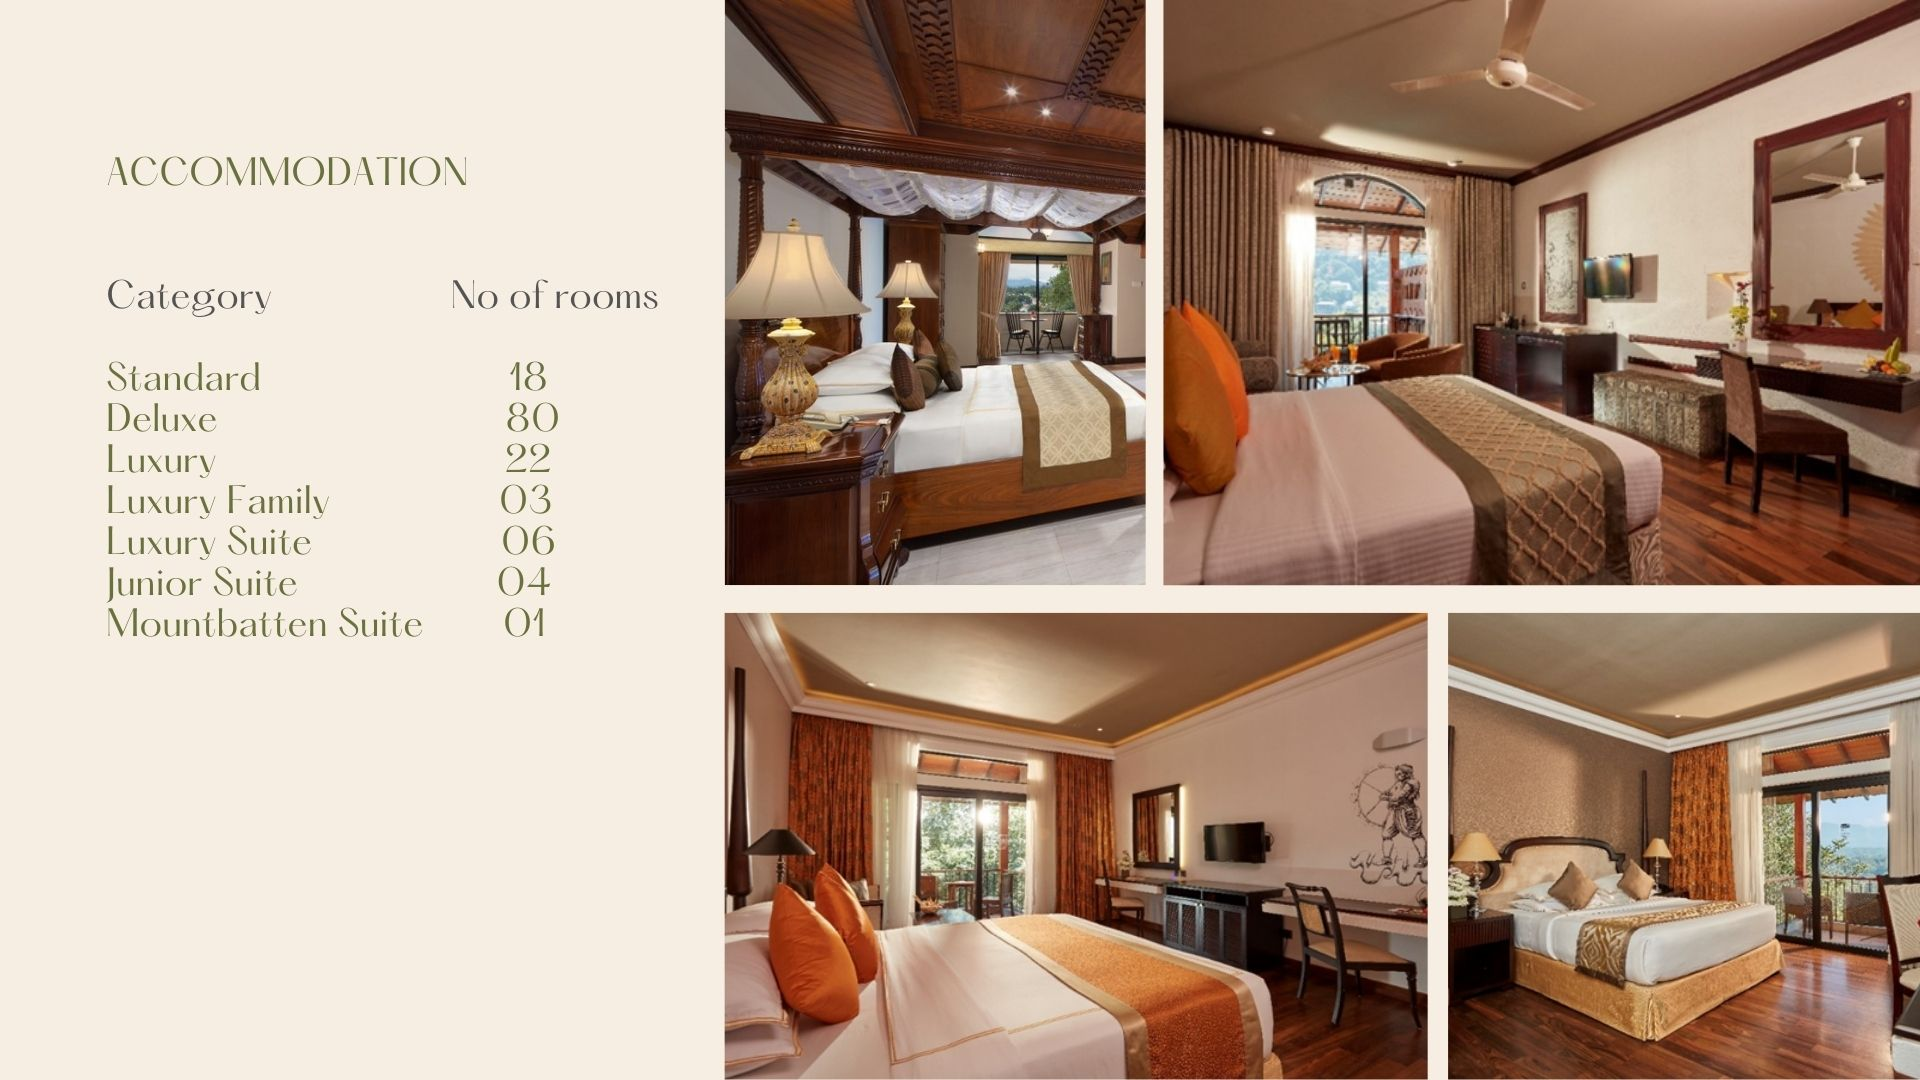 ACCOMMODATION
Category No of rooms
Standard 18
Deluxe 80
Luxury 22
Luxury Family 03
Luxury Suite 06
Junior Suite 04
Mountbatten Suite 01